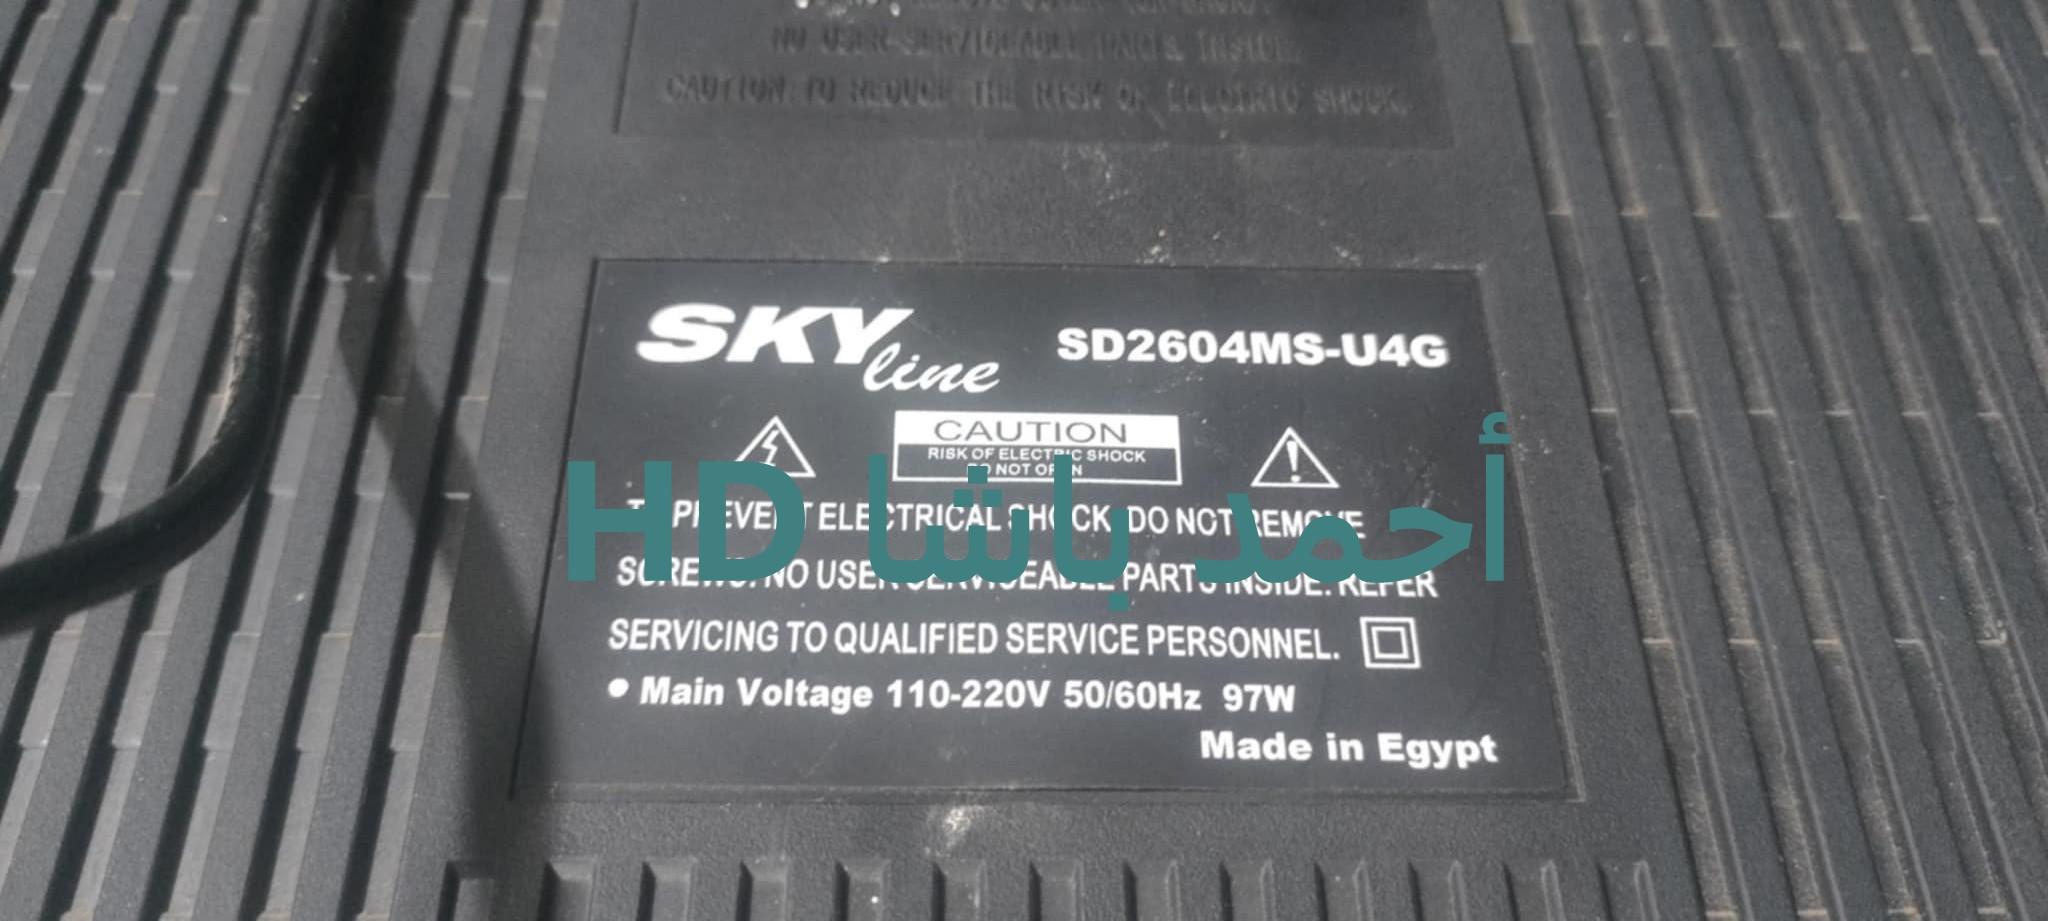 NO USER-SERVICEABLE PARTS INSIDE.
CAUTION: TO REDUCE THE RISK OF ELECTRIC SHOCK,
SKY line
SD2604MS-U4G
CAUTION
RISK OF ELECTRIC SHOCK
DO NOT OPEN
أحمد باشا HD
TO PREVENT ELECTRICAL SHOCK, DO NOT REMOVE
SCREWS. NO USER SERVICEABLE PARTS INSIDE. REFER
SERVICING TO QUALIFIED SERVICE PERSONNEL.
• Main Voltage 110-220V 50/60Hz 97W
Made in Egypt